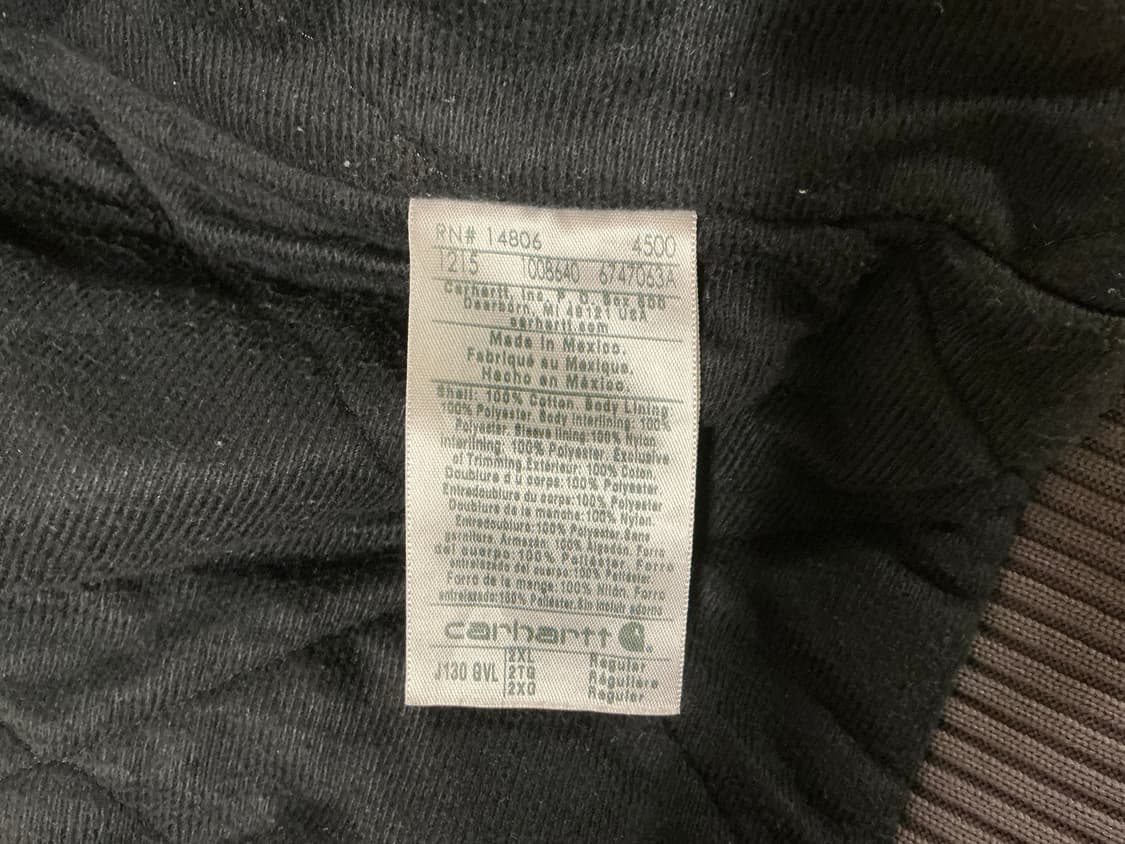 RN# 14806 4500
1215 1008640 6747063A
Carhartt, Inc. P. O. Box 600
Dearborn, MI 48121 USA
carhartt.com
Made in Mexico.
Fabriqué au Mexique.
Hecho en México.
Shell: 100% Cotton. Body Lining
100% Polyester. Body Interlining: 100%
Polyester. Sleeve lining:100% Nylon.
Interlining: 100% Polyester. Exclusive
of Trimming Extérieur: 100% Coton
Doublure d u corps:100% Polyester
Entredoublure du corps:100% Polyester
Doublure de la manche:100% Nylon.
Entredoublure:100% Polyester Sans
garniture. Armazón: 100% Algodón. Forro
del cuerpo:100% Poliéster. Forro
entrelazado del cuerpo:100% Poliéster.
Forro de la manga:100% Nilón. Forro
entrelazado:100% Poliéster.Sin incluir adorno
carhartt
2XL Regular
J130 GVL 2TG Régulière
2XG Regular